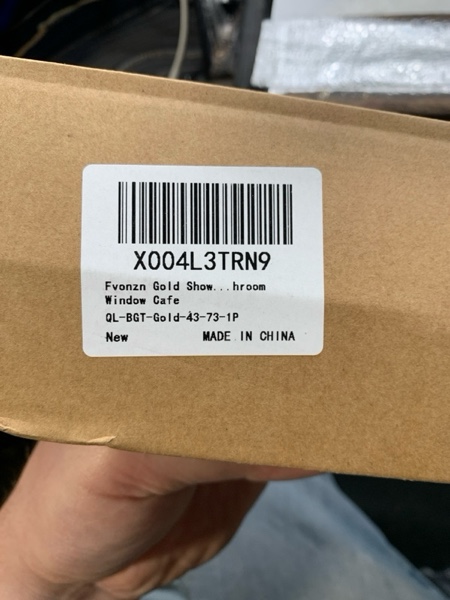 X004L3TRN9
Fvonzn Gold Show...hroom
Window Cafe
QL-BGT-Gold-43-73-1P
New MADE IN CHINA